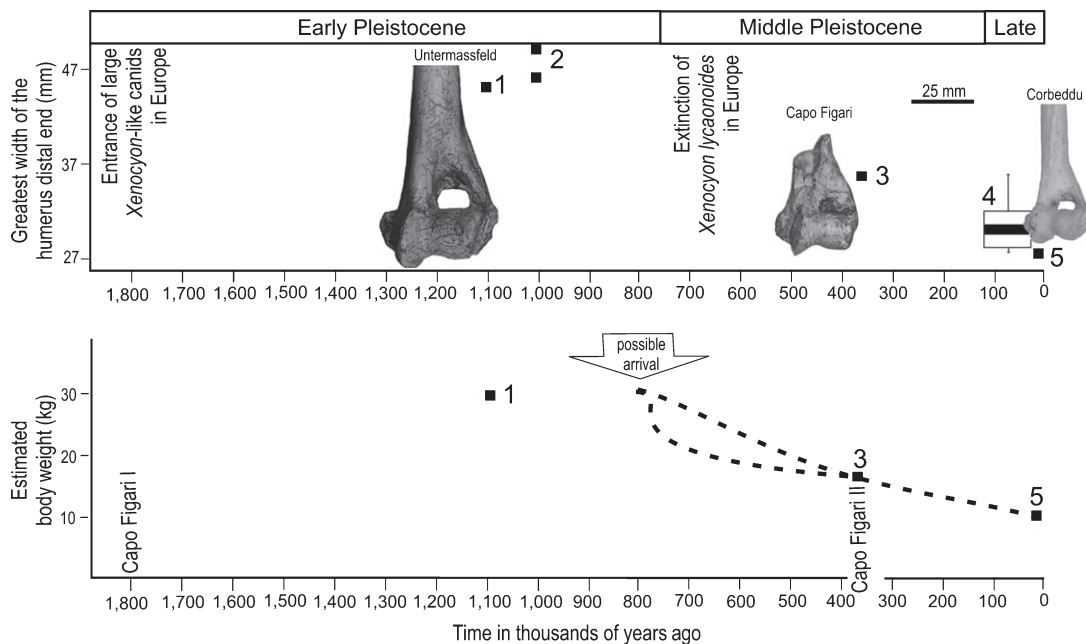 Early Pleistocene
Middle Pleistocene
Late
Greatest width of the
humerus distal end (mm)
47
37
27
Entrance of large
Xenocyon-like canids
in Europe
Untermassfeld
1
2
Extinction of
Xenocyon lycaonoides
in Europe
Capo Figari
3
25 mm
Corbeddu
4
5
1,800 1,700 1,600 1,500 1,400 1,300 1,200 1,100 1,000 900 800 700 600 500 400 300 200 100 0
Estimated
body weight (kg)
30
20
10
Capo Figari I
1
possible
arrival
3
Capo Figari II
5
1,800 1,700 1,600 1,500 1,400 1,300 1,200 1,100 1,000 900 800 700 600 500 400 300 200 100 0
Time in thousands of years ago